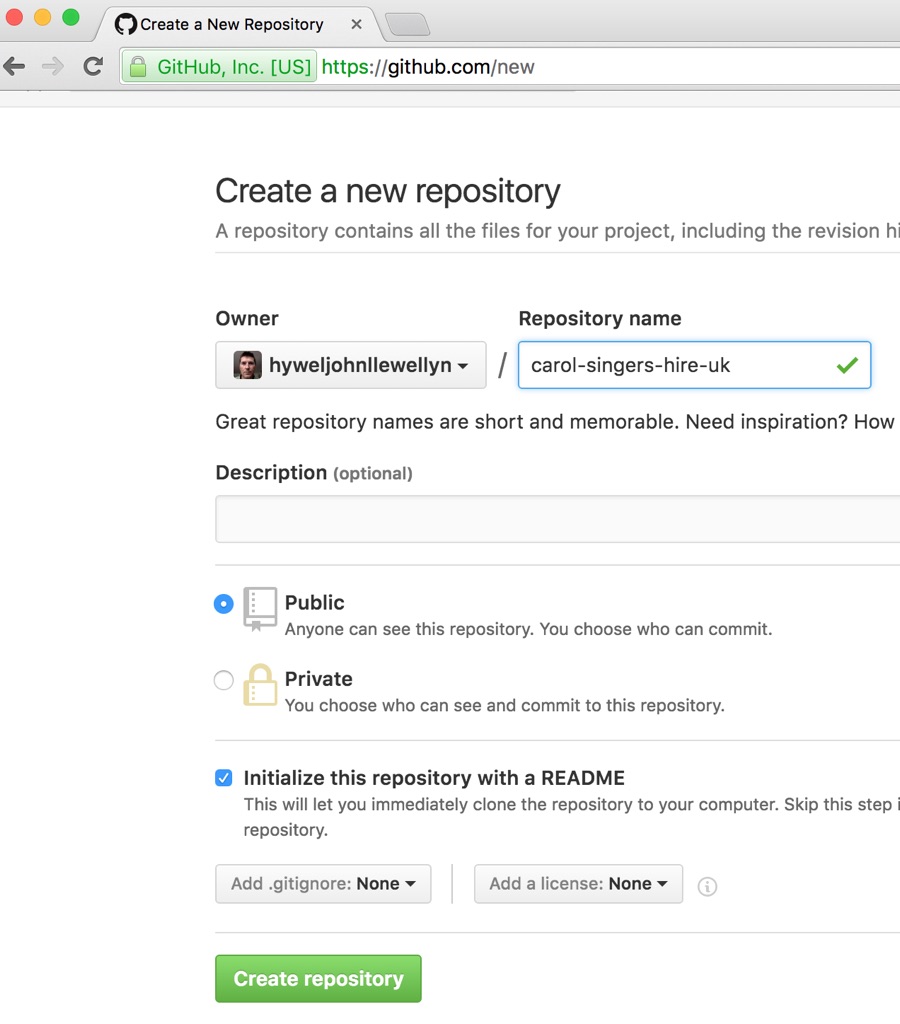 Create a New Repository
GitHub, Inc. [US] https://github.com/new
Create a new repository
A repository contains all the files for your project, including the revision
Owner
Repository name
hyweljohnllewellyn / carol-singers-hire-uk
Great repository names are short and memorable. Need inspiration? How
Description (optional)
Public
Anyone can see this repository. You choose who can commit.
Private
You choose who can see and commit to this repository.
Initialize this repository with a README
This will let you immediately clone the repository to your computer. Skip this step
repository.
Add .gitignore: None
Add a license: None
Create repository